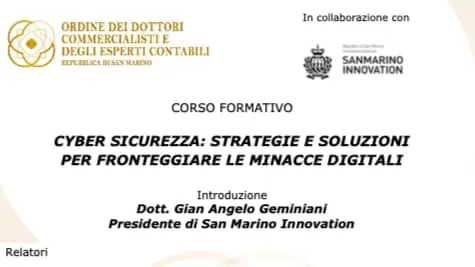 ORDINE DEI DOTTORI
COMMERCIALISTI E
DEGLI ESPERTI CONTABILI
REPUBBLICA DI SAN MARINO
In collaborazione con
SANMARINO
INNOVATION
CORSO FORMATIVO
CYBER SICUREZZA: STRATEGIE E SOLUZIONI
PER FRONTEGGIARE LE MINACCE DIGITALI
Introduzione
Dott. Gian Angelo Geminiani
Presidente di San Marino Innovation
Relatori